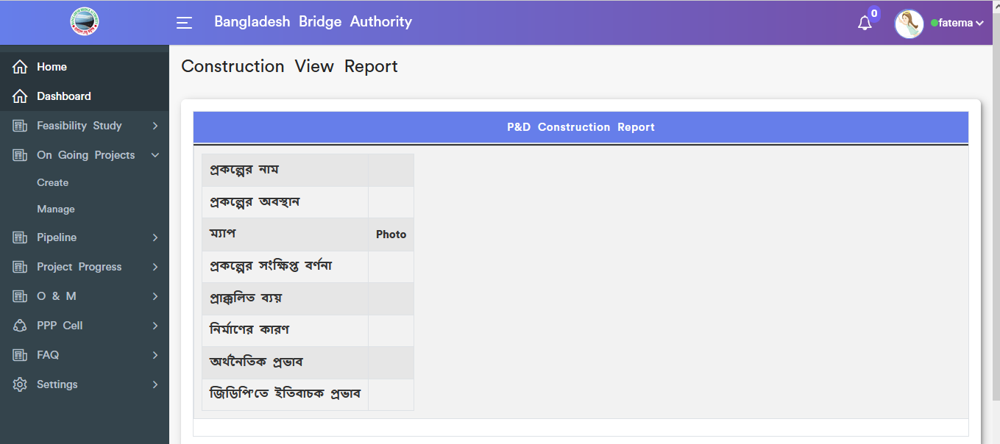 Bangladesh Bridge Authority
0
fatema
Home
Dashboard
Feasibility Study
On Going Projects
Create
Manage
Pipeline
Project Progress
O & M
PPP Cell
FAQ
Settings
Construction View Report
P&D Construction Report
প্রকল্পের নাম
প্রকল্পের অবস্থান
ম্যাপ Photo
প্রকল্পের সংক্ষিপ্ত বর্ণনা
প্রাক্কলিত ব্যয়
নির্মাণের কারণ
অর্থনৈতিক প্রভাব
জিডিপি'তে ইতিবাচক প্রভাব